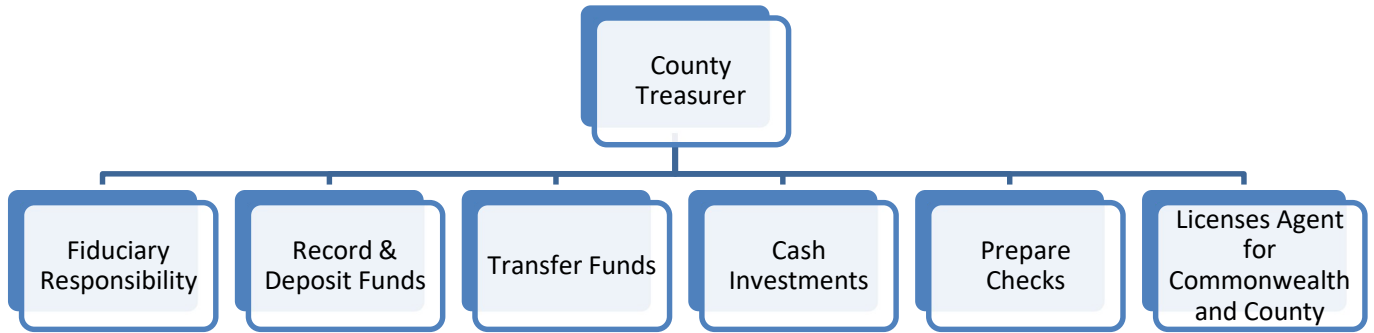 County
Treasurer
Fiduciary
Responsibility
Record &
Deposit Funds
Transfer Funds
Cash
Investments
Prepare
Checks
Licenses Agent
for
Commonwealth
and County